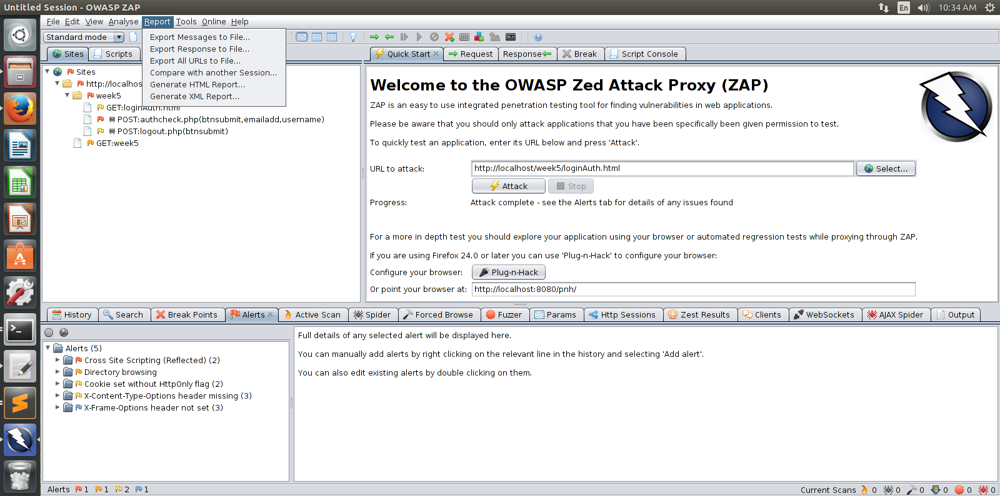 Untitled Session - OWASP ZAP
En
10:34 AM
File Edit View Analyse Report Tools Online Help
Standard mode
Export Messages to File...
Export Response to File...
Export All URLs to File...
Compare with another Session...
Generate HTML Report...
Generate XML Report...
Sites Scripts
Sites
http://localhos
week5
GET:loginAuth.html
POST:authcheck.php(btnsubmit,emailadd,username)
POST:logout.php(btnsubmit)
GET:week5
Quick Start Request Response Break Script Console
Welcome to the OWASP Zed Attack Proxy (ZAP)
ZAP is an easy to use integrated penetration testing tool for finding vulnerabilities in web applications.
Please be aware that you should only attack applications that you have been specifically been given permission to test.
To quickly test an application, enter its URL below and press 'Attack'.
URL to attack: http://localhost/week5/loginAuth.html Select...
Attack Stop
Progress: Attack complete - see the Alerts tab for details of any issues found
For a more in depth test you should explore your application using your browser or automated regression tests while proxying through ZAP.
If you are using Firefox 24.0 or later you can use 'Plug-n-Hack' to configure your browser:
Configure your browser: Plug-n-Hack
Or point your browser at: http://localhost:8080/pnh/
History Search Break Points Alerts Active Scan Spider Forced Browse Fuzzer Params Http Sessions Zest Results Clients WebSockets AJAX Spider Output
Alerts (5)
Cross Site Scripting (Reflected) (2)
Directory browsing
Cookie set without HttpOnly flag (2)
X-Content-Type-Options header missing (3)
X-Frame-Options header not set (3)
Full details of any selected alert will be displayed here.
You can manually add alerts by right clicking on the relevant line in the history and selecting 'Add alert'.
You can also edit existing alerts by double clicking on them.
Alerts 1 1 2 1
Current Scans 0 0 0 0 0 0